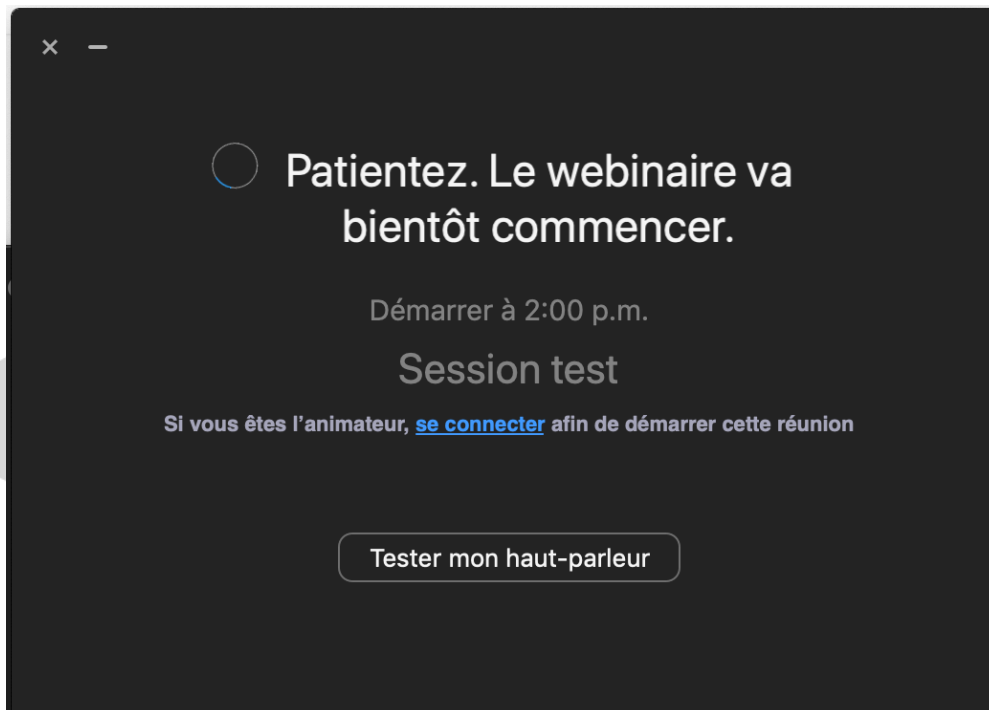 Patientez. Le webinaire va
bientôt commencer.
Démarrer à 2:00 p.m.
Session test
Si vous êtes l’animateur, se connecter afin de démarrer cette réunion
Tester mon haut-parleur